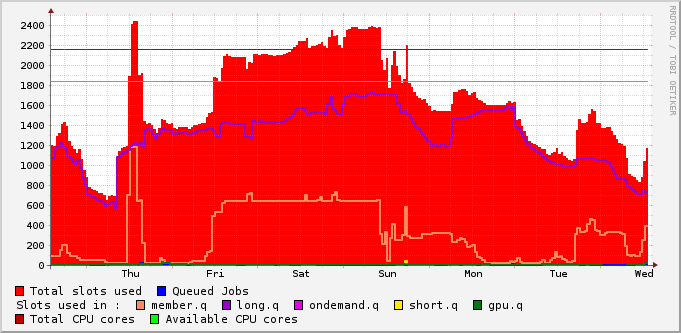 RRDTOOL / TOBI OETIKER
2400
2200
2000
1800
1600
1400
1200
1000
800
600
400
200
0
Thu Fri Sat Sun Mon Tue Wed
Total slots used Queued Jobs
Slots used in : member.q long.q ondemand.q short.q gpu.q
Total CPU cores Available CPU cores